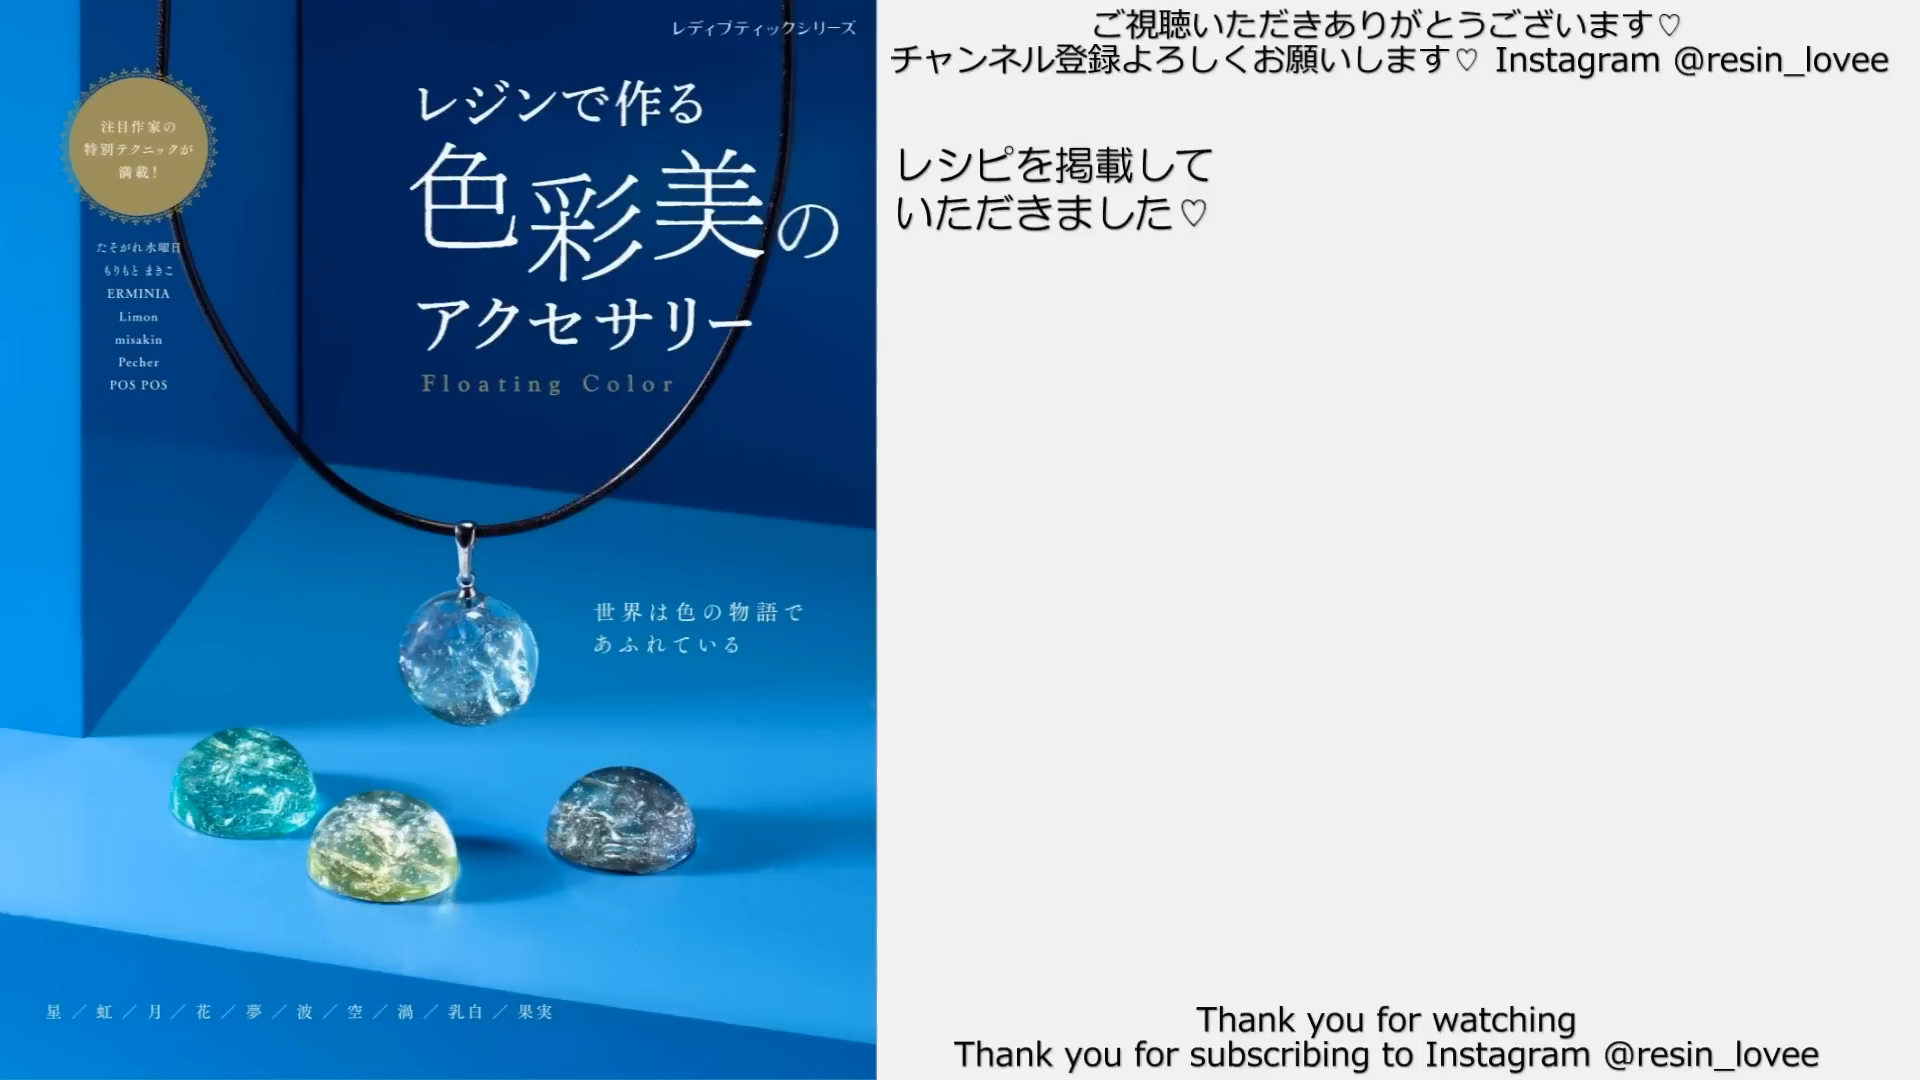 レディブティックシリーズ
レジンで作る
色彩美の
アクセサリー
Floating Color
注目作家の
特別テクニックが
満載!
たそがれ水曜日
もりもと まきこ
ERMINIA
Limon
misakin
Pecher
POS POS
世界は色の物語で
あふれている
星 / 虹 / 月 / 花 / 夢 / 波 / 空 / 渦 / 乳白 / 果実
ご視聴いただきありがとうございます♡
チャンネル登録よろしくお願いします♡ Instagram @resin_lovee
レシピを掲載して
いただきました♡
Thank you for watching
Thank you for subscribing to Instagram @resin_lovee